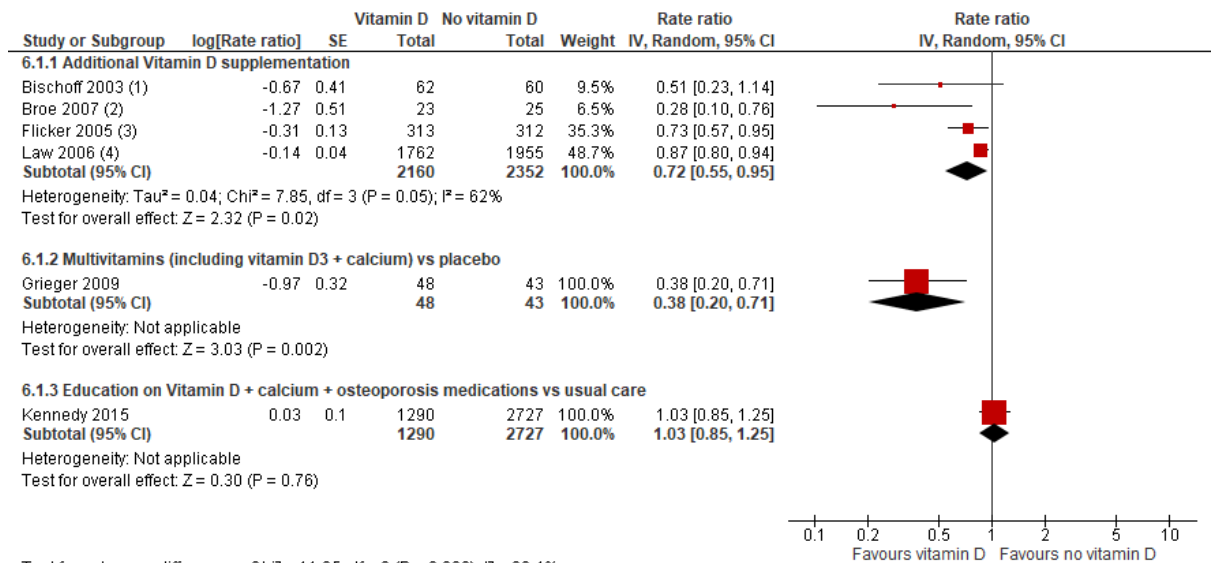 Vitamin D No vitamin D Rate ratio Rate ratio
Study or Subgroup log[Rate ratio] SE Total Total Weight IV, Random, 95% CI IV, Random, 95% CI
6.1.1 Additional Vitamin D supplementation
Bischoff 2003 (1) -0.67 0.41 62 60 9.5% 0.51 [0.23, 1.14]
Broe 2007 (2) -1.27 0.51 23 25 6.5% 0.28 [0.10, 0.76]
Flicker 2005 (3) -0.31 0.13 313 312 35.3% 0.73 [0.57, 0.95]
Law 2006 (4) -0.14 0.04 1762 1955 48.7% 0.87 [0.80, 0.94]
Subtotal (95% CI) 2160 2352 100.0% 0.72 [0.55, 0.95]
Heterogeneity: Tau² = 0.04; Chi² = 7.85, df = 3 (P = 0.05); I² = 62%
Test for overall effect: Z = 2.32 (P = 0.02)
6.1.2 Multivitamins (including vitamin D3 + calcium) vs placebo
Grieger 2009 -0.97 0.32 48 43 100.0% 0.38 [0.20, 0.71]
Subtotal (95% CI) 48 43 100.0% 0.38 [0.20, 0.71]
Heterogeneity: Not applicable
Test for overall effect: Z = 3.03 (P = 0.002)
6.1.3 Education on Vitamin D + calcium + osteoporosis medications vs usual care
Kennedy 2015 0.03 0.1 1290 2727 100.0% 1.03 [0.85, 1.25]
Subtotal (95% CI) 1290 2727 100.0% 1.03 [0.85, 1.25]
Heterogeneity: Not applicable
Test for overall effect: Z = 0.30 (P = 0.76)
0.1 0.2 0.5 1 2 5 10
Favours vitamin D Favours no vitamin D